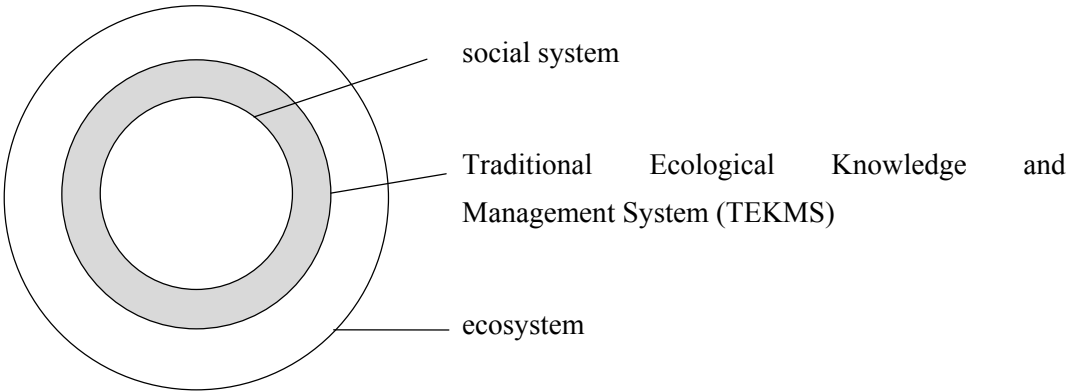 social system
Traditional Ecological Knowledge and
Management System (TEKMS)
ecosystem